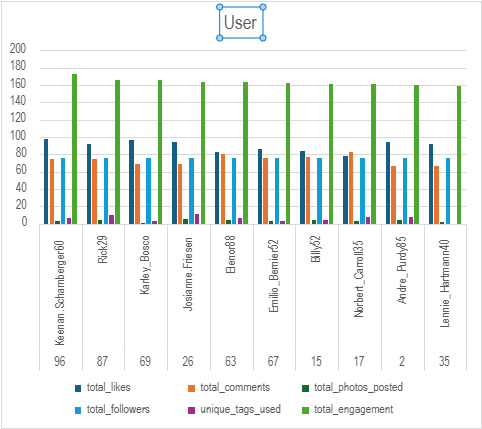 User
200
180
160
140
120
100
80
60
40
20
0
Keenan.Schamberger60
Rick29
Karley_Bosco
Josianne.Friesen
Elenor88
Emilio_Bernier52
Billy52
Norbert_Carroll35
Andre_Purdy85
Lennie_Hartmann40
96 87 69 26 63 67 15 17 2 35
total_likes total_comments total_photos_posted
total_followers unique_tags_used total_engagement